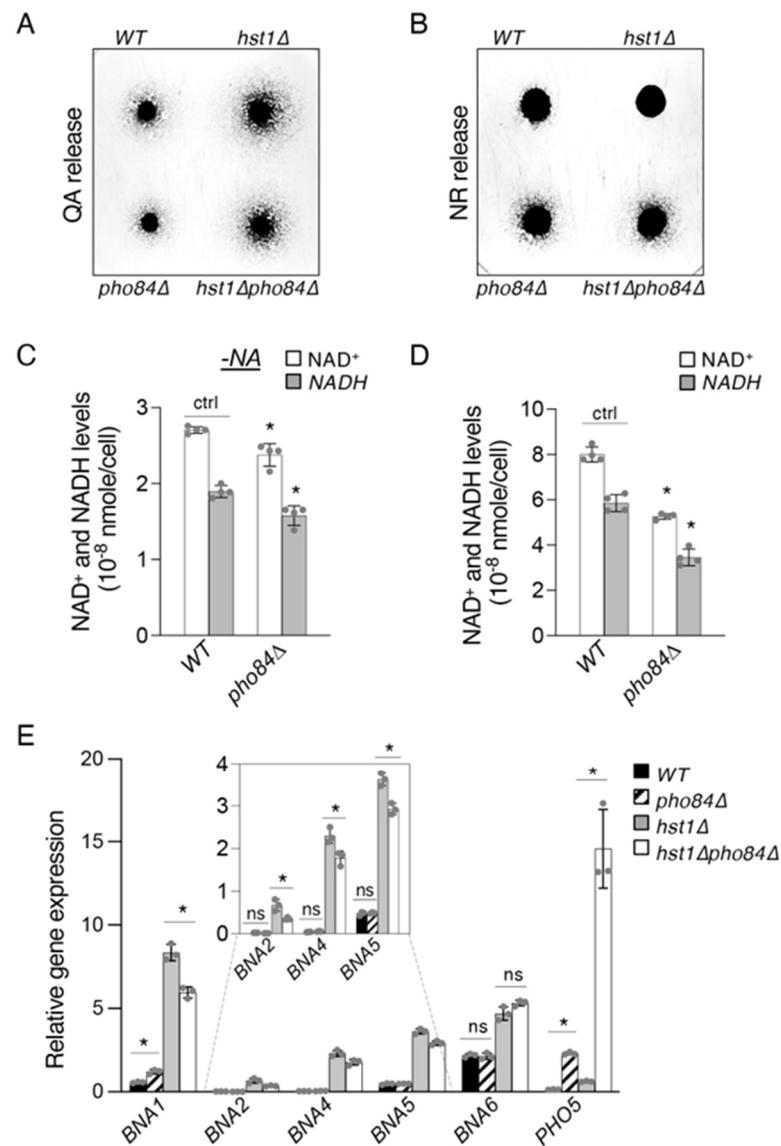 A
WT hst1Δ
QA release
pho84Δ hst1Δpho84Δ
B
WT hst1Δ
NR release
pho84Δ hst1Δpho84Δ
C
-NA
NAD⁺
NADH
ctrl
NAD⁺ and NADH levels
(10⁻⁸ nmole/cell)
3
2
1
0
*
*
WT
pho84Δ
D
NAD⁺
NADH
ctrl
NAD⁺ and NADH levels
(10⁻⁸ nmole/cell)
10
8
6
4
2
0
*
*
WT
pho84Δ
E
Relative gene expression
20
15
10
5
0
4
3
2
1
0
ns
*
ns
*
ns
*
BNA2
BNA4
BNA5
WT
pho84Δ
hst1Δ
hst1Δpho84Δ
*
*
ns
ns
*
*
BNA1
BNA2
BNA4
BNA5
BNA6
PHO5